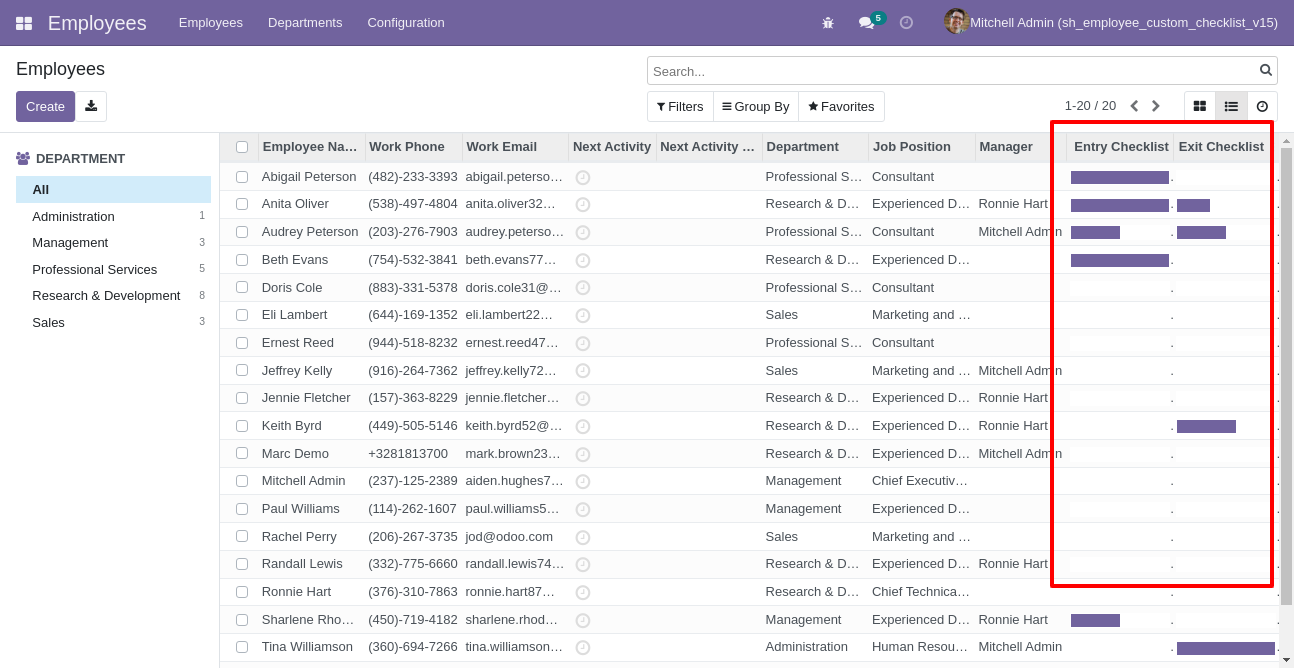 Employees Employees Departments Configuration 5 Mitchell Admin (sh_employee_custom_checklist_v15)
Employees Search...
Create Filters Group By Favorites 1-20 / 20
DEPARTMENT
All
Administration 1
Management 3
Professional Services 5
Research & Development 8
Sales 3
Employee Na... Work Phone Work Email Next Activity Next Activity ... Department Job Position Manager Entry Checklist Exit Checklist
Abigail Peterson (482)-233-3393 abigail.peterso... Professional S... Consultant . .
Anita Oliver (538)-497-4804 anita.oliver32... Research & D... Experienced D... Ronnie Hart . .
Audrey Peterson (203)-276-7903 audrey.peterso... Professional S... Consultant Mitchell Admin . .
Beth Evans (754)-532-3841 beth.evans77... Research & D... Experienced D... . .
Doris Cole (883)-331-5378 doris.cole31@... Professional S... Consultant . .
Eli Lambert (644)-169-1352 eli.lambert22... Sales Marketing and ... . .
Ernest Reed (944)-518-8232 ernest.reed47... Professional S... Consultant . .
Jeffrey Kelly (916)-264-7362 jeffrey.kelly72... Sales Marketing and ... Mitchell Admin . .
Jennie Fletcher (157)-363-8229 jennie.fletcher... Research & D... Experienced D... Ronnie Hart . .
Keith Byrd (449)-505-5146 keith.byrd52@... Research & D... Experienced D... Ronnie Hart . .
Marc Demo +3281813700 mark.brown23... Research & D... Experienced D... Mitchell Admin . .
Mitchell Admin (237)-125-2389 aiden.hughes7... Management Chief Executiv... . .
Paul Williams (114)-262-1607 paul.williams5... Management Experienced D... . .
Rachel Perry (206)-267-3735 jod@odoo.com Sales Marketing and ... . .
Randall Lewis (332)-775-6660 randall.lewis74... Research & D... Experienced D... Ronnie Hart . .
Ronnie Hart (376)-310-7863 ronnie.hart87... Research & D... Chief Technica... . .
Sharlene Rho... (450)-719-4182 sharlene.rhod... Management Experienced D... Ronnie Hart . .
Tina Williamson (360)-694-7266 tina.williamson... Administration Human Resou... Mitchell Admin . .